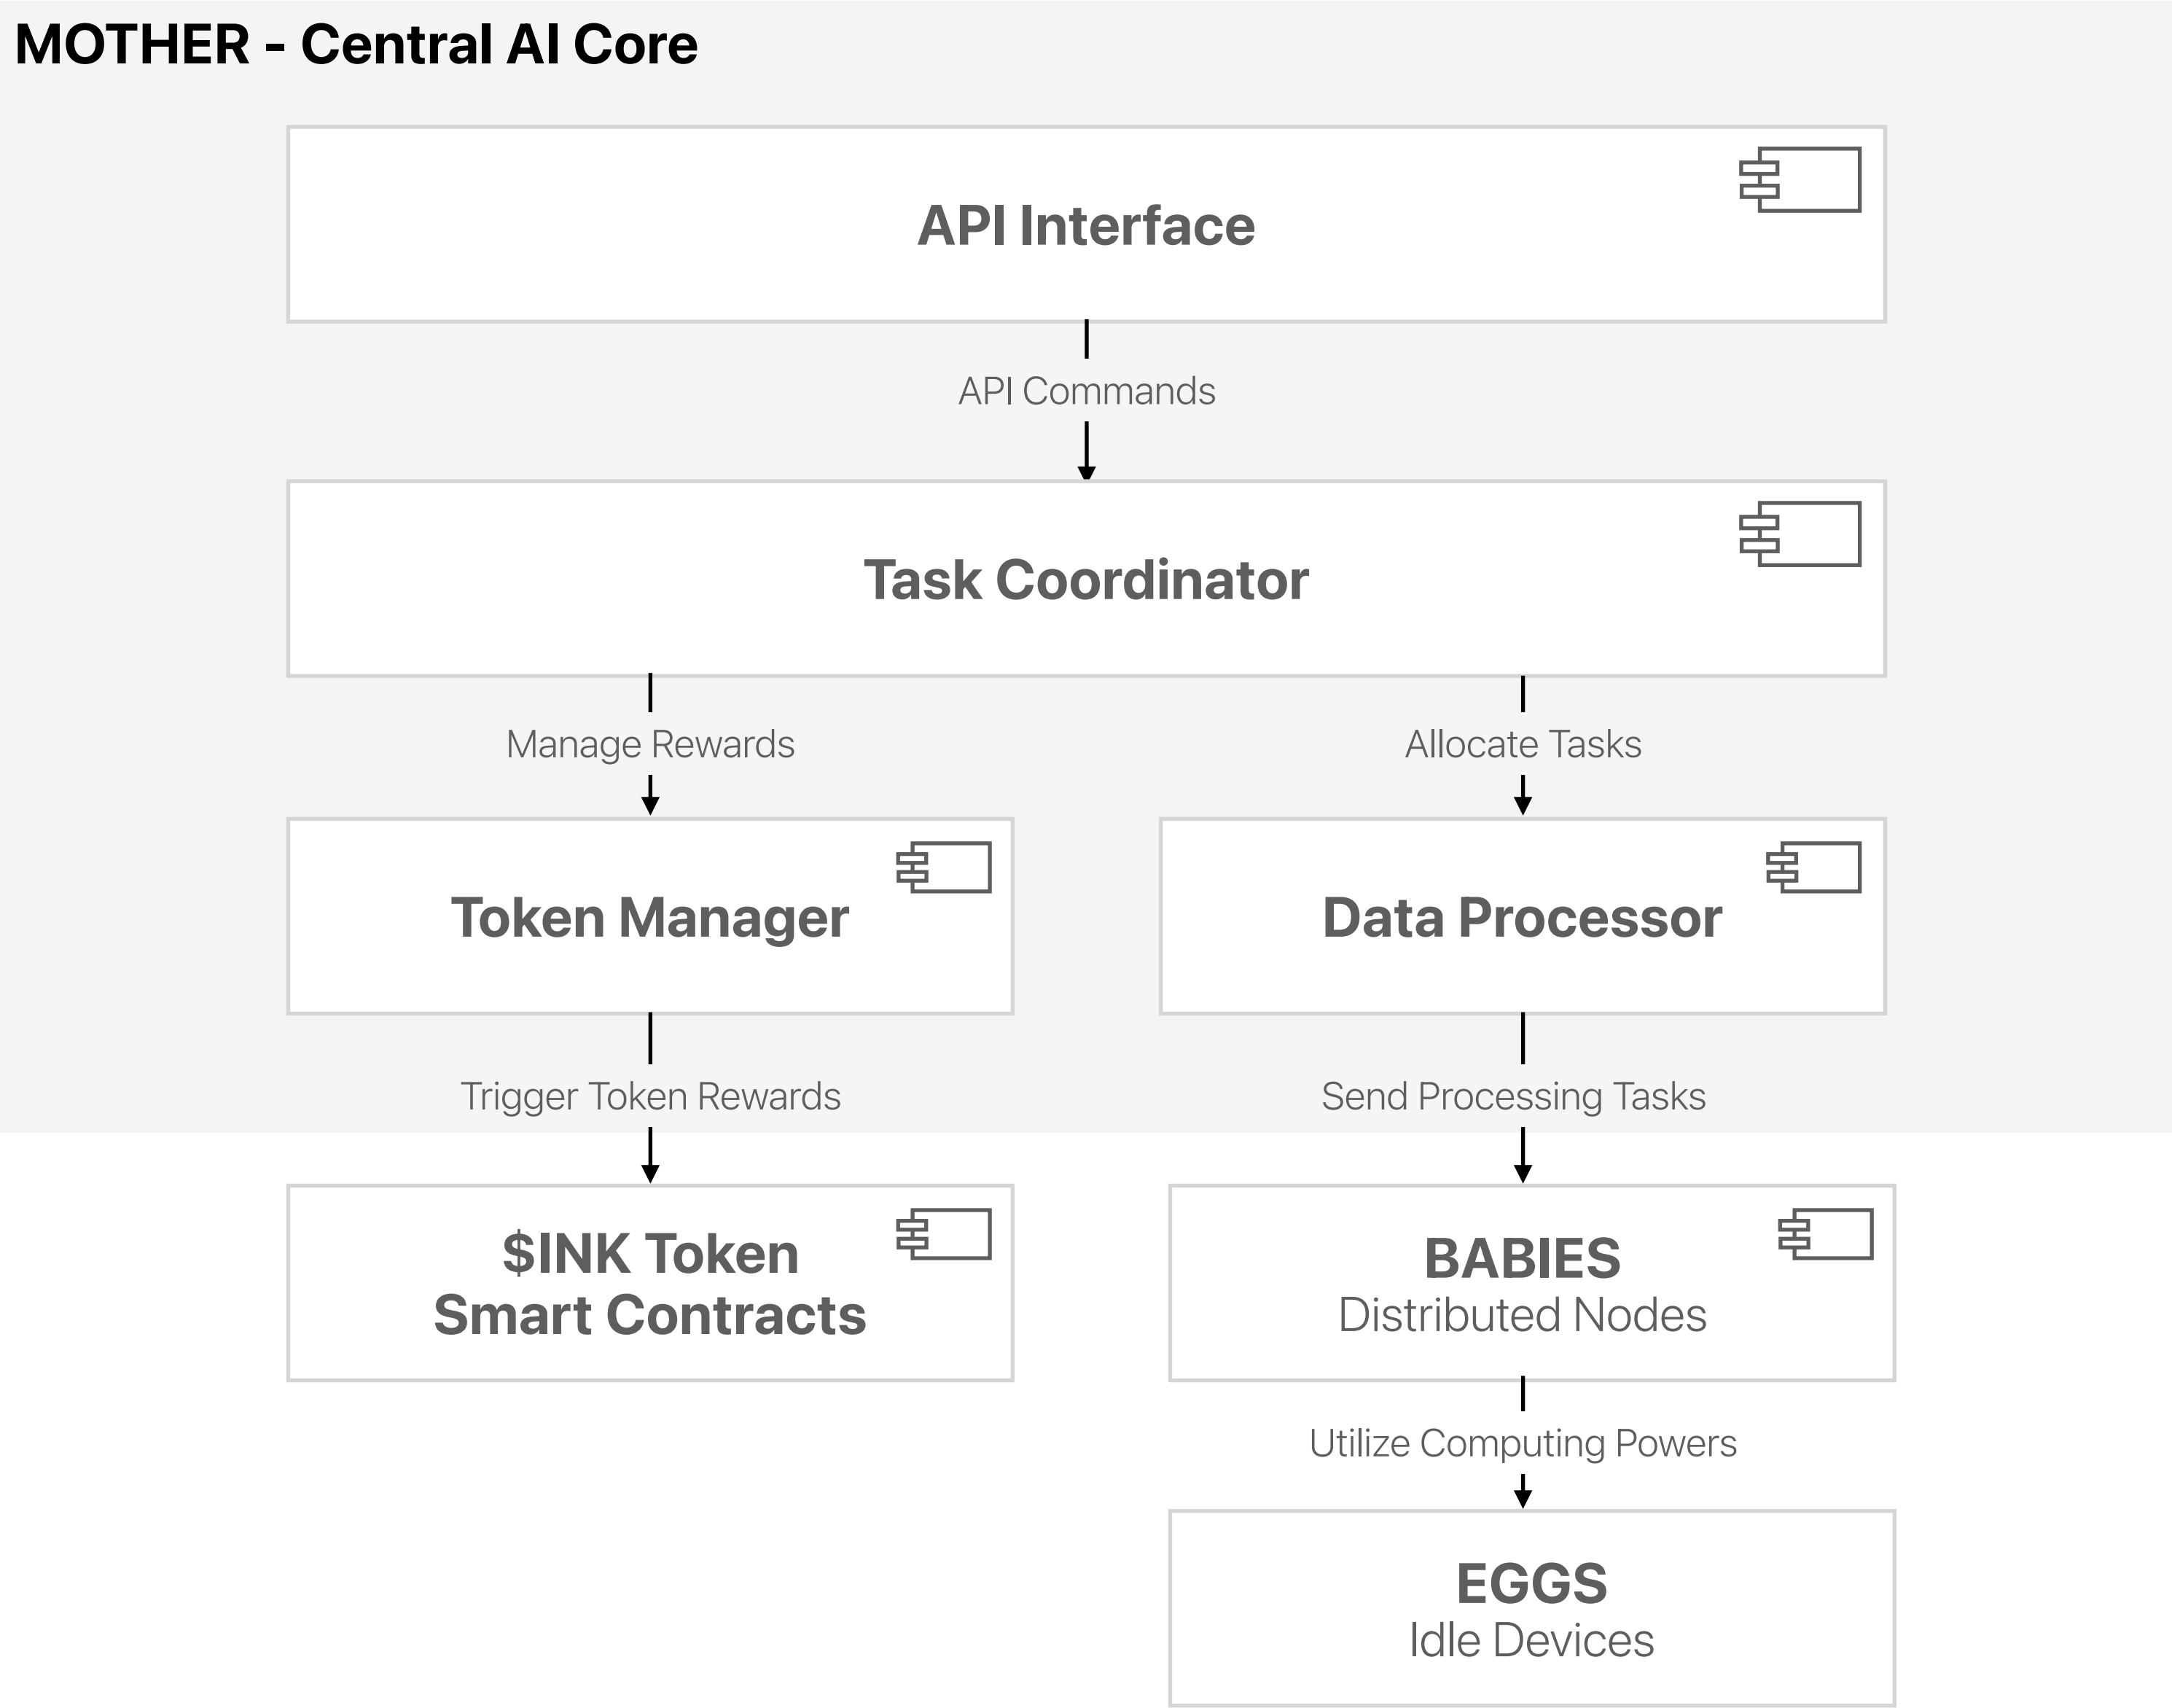 MOTHER - Central AI Core
API Interface
API Commands
Task Coordinator
Manage Rewards
Allocate Tasks
Token Manager
Data Processor
Trigger Token Rewards
Send Processing Tasks
$INK Token
Smart Contracts
BABIES
Distributed Nodes
Utilize Computing Powers
EGGS
Idle Devices